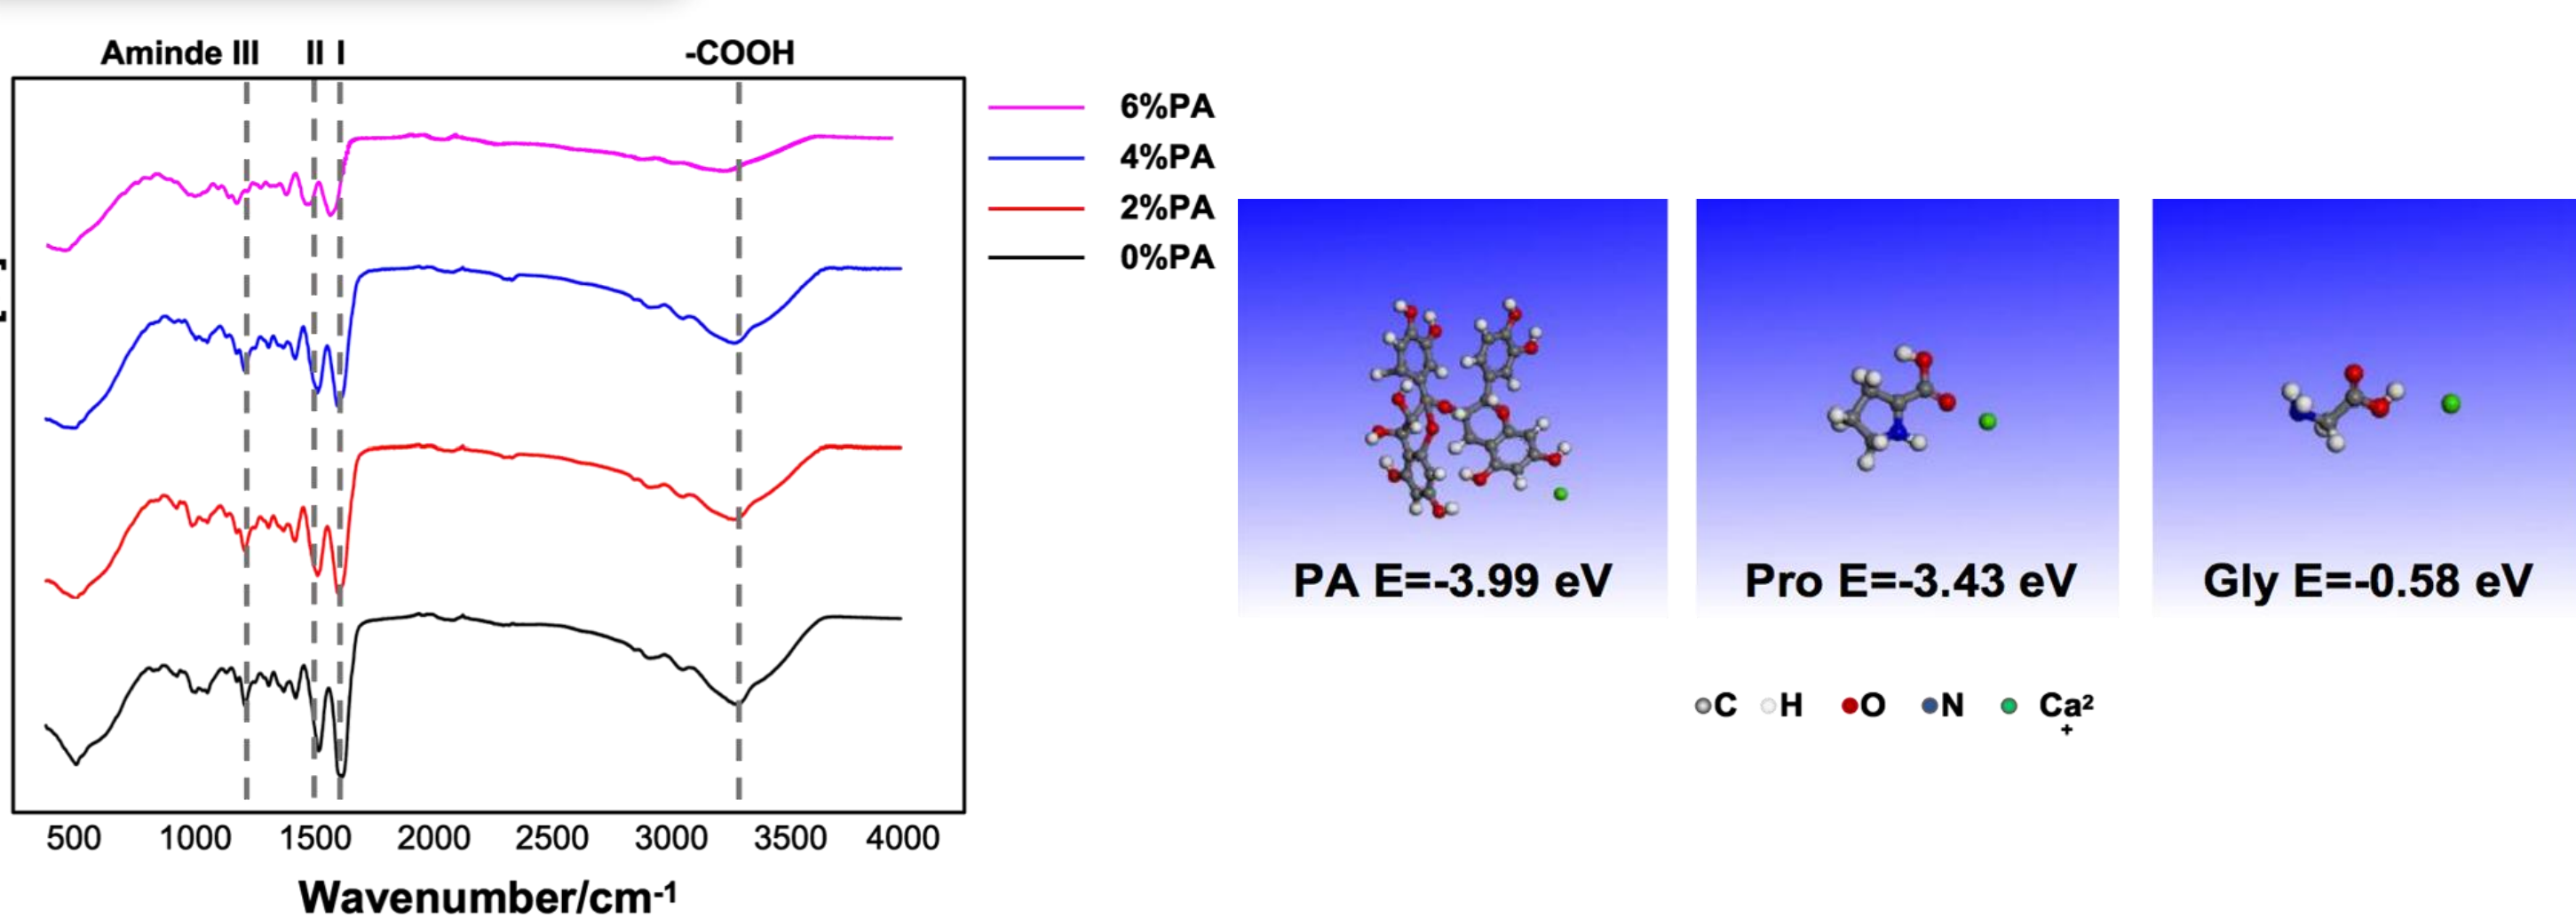 Aminde III II I -COOH
6%PA
4%PA
2%PA
0%PA
500 1000 1500 2000 2500 3000 3500 4000
Wavenumber/cm-1
PA E=-3.99 eV
Pro E=-3.43 eV
Gly E=-0.58 eV
C H O N Ca2
+